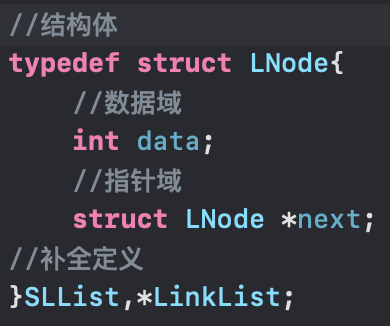 //结构体
typedef struct LNode{
    //数据域
    int data;
    //指针域
    struct LNode *next;
//补全定义
}SLList,*LinkList;